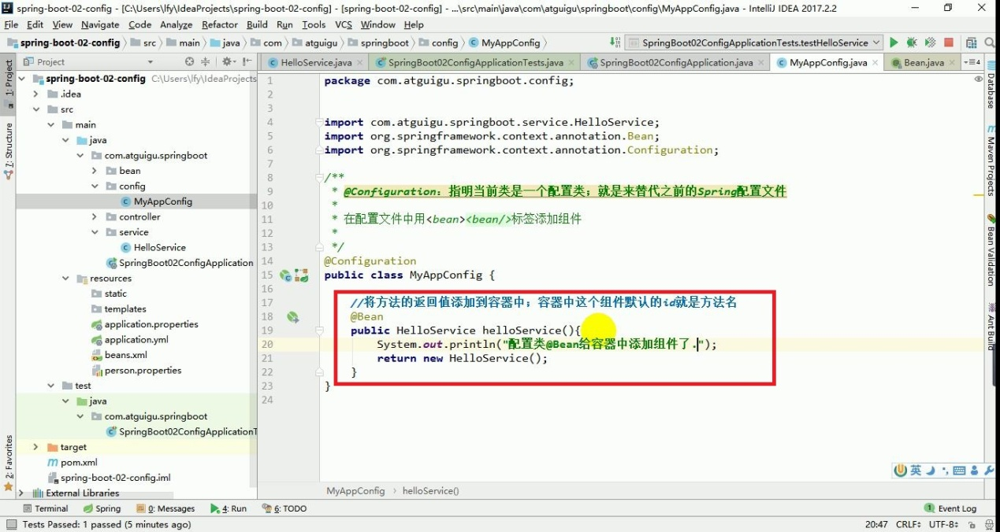 spring-boot-02-config - [C:\Users\lfy\IdeaProjects\spring-boot-02-config] - [spring-boot-02-config] - ...\src\main\java\com\atguigu\springboot\config\MyAppConfig.java - IntelliJ IDEA 2017.2.2
File Edit View Navigate Code Analyze Refactor Build Run Tools VCS Window Help
spring-boot-02-config src main java com atguigu springboot config MyAppConfig SpringBoot02ConfigApplicationTests.testHelloService
Project HelloService.java SpringBoot02ConfigApplicationTests.java SpringBoot02ConfigApplication.java MyAppConfig.java Bean.java 4
1: Project
7: Structure
2: Favorites
spring-boot-02-config C:\Users\lfy\IdeaProjects
.idea
src
main
java
com.atguigu.springboot
bean
config
MyAppConfig
controller
service
HelloService
SpringBoot02ConfigApplication
resources
static
templates
application.properties
application.yml
beans.xml
person.properties
test
java
com.atguigu.springboot
SpringBoot02ConfigApplicationT
target
pom.xml
spring-boot-02-config.iml
External Libraries
1 package com.atguigu.springboot.config;
2
3
4 import com.atguigu.springboot.service.HelloService;
5 import org.springframework.context.annotation.Bean;
6 import org.springframework.context.annotation.Configuration;
7
8 /**
9 * @Configuration：指明当前类是一个配置类；就是来替代之前的Spring配置文件
10 *
11 * 在配置文件中用<bean><bean/>标签添加组件
12 *
13 */
14 @Configuration
15 public class MyAppConfig {
16
17 //将方法的返回值添加到容器中；容器中这个组件默认的id就是方法名
18 @Bean
19 public HelloService helloService(){
20 System.out.println("配置类@Bean给容器中添加组件了.");
21 return new HelloService();
22 }
23 }
24
Database
Maven Projects
Bean Validation
Ant Build
英
MyAppConfig helloService()
Terminal Spring 0: Messages 4: Run 6: TODO 1 Event Log
Tests Passed: 1 passed (5 minutes ago) 20:47 CRLF UTF-8